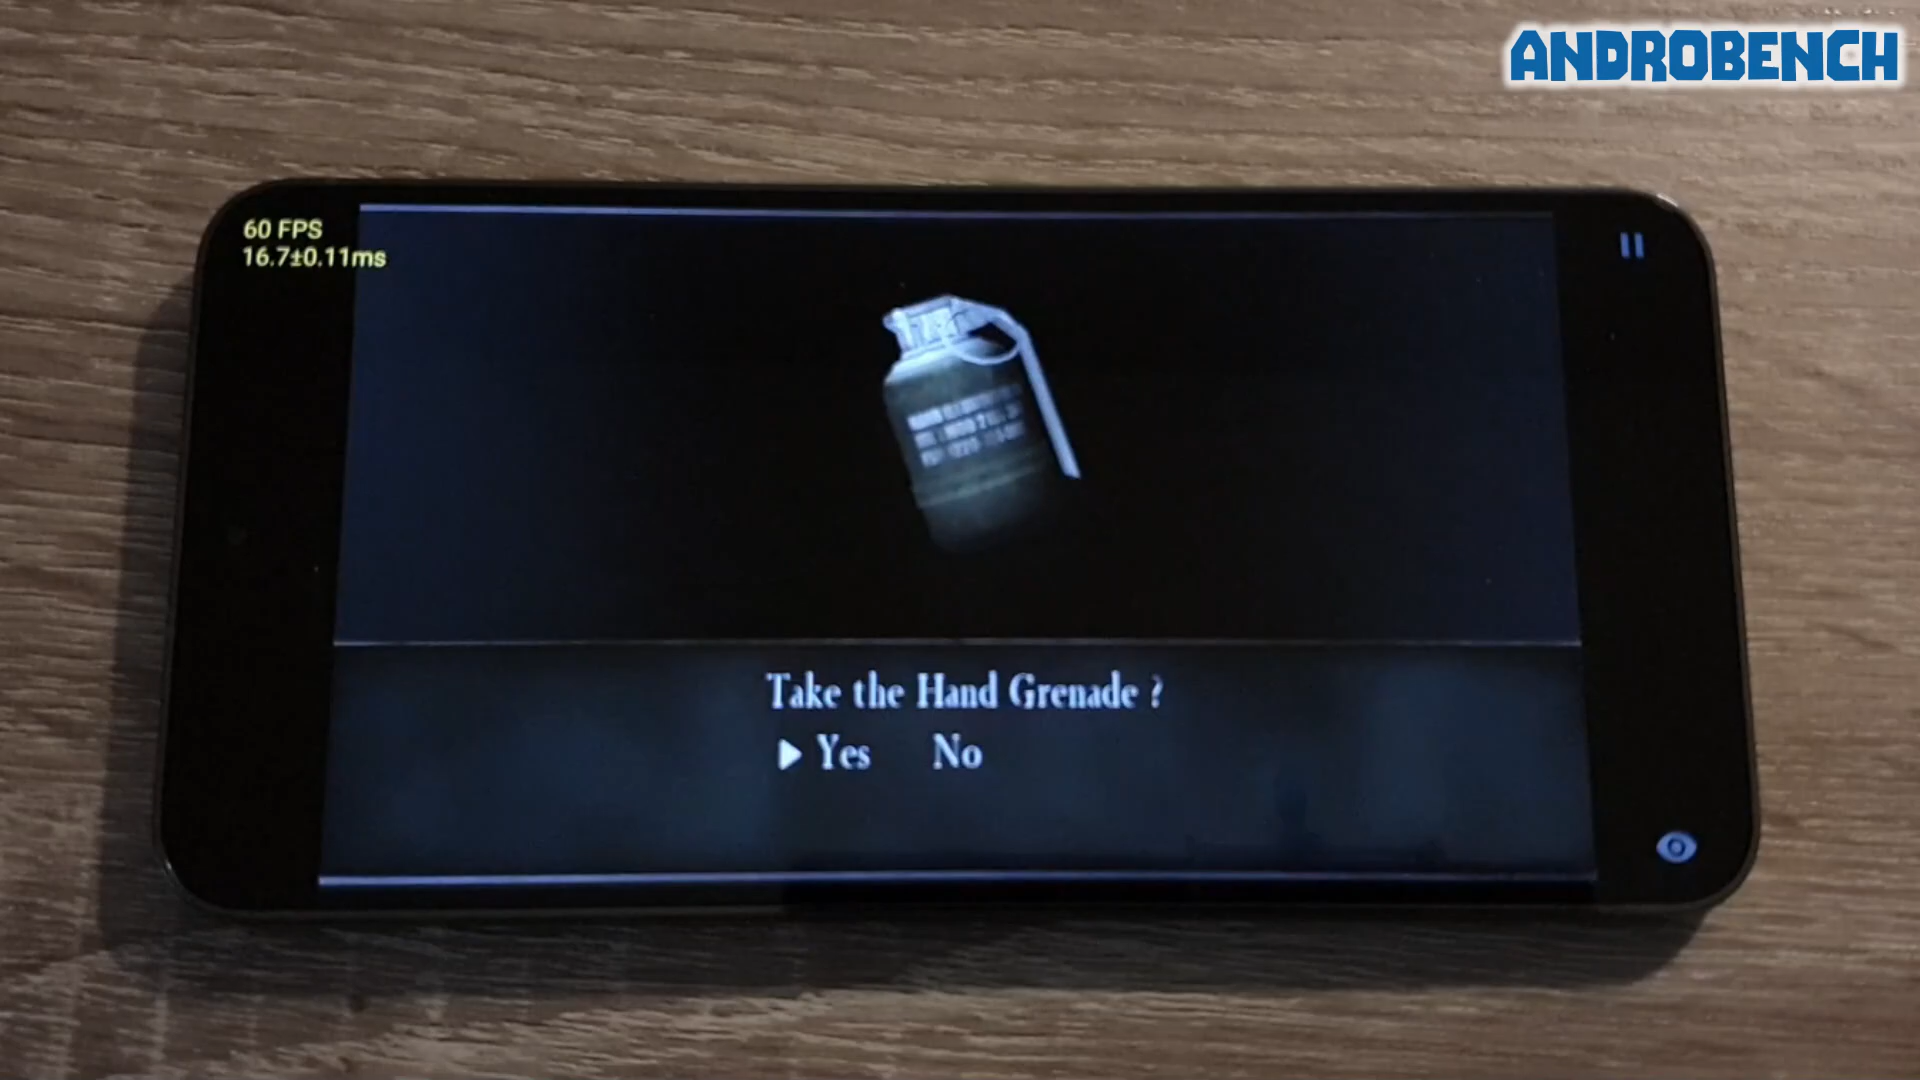 ANDROBENCH
60 FPS
16.7±0.11ms
Take the Hand Grenade ?
Yes No